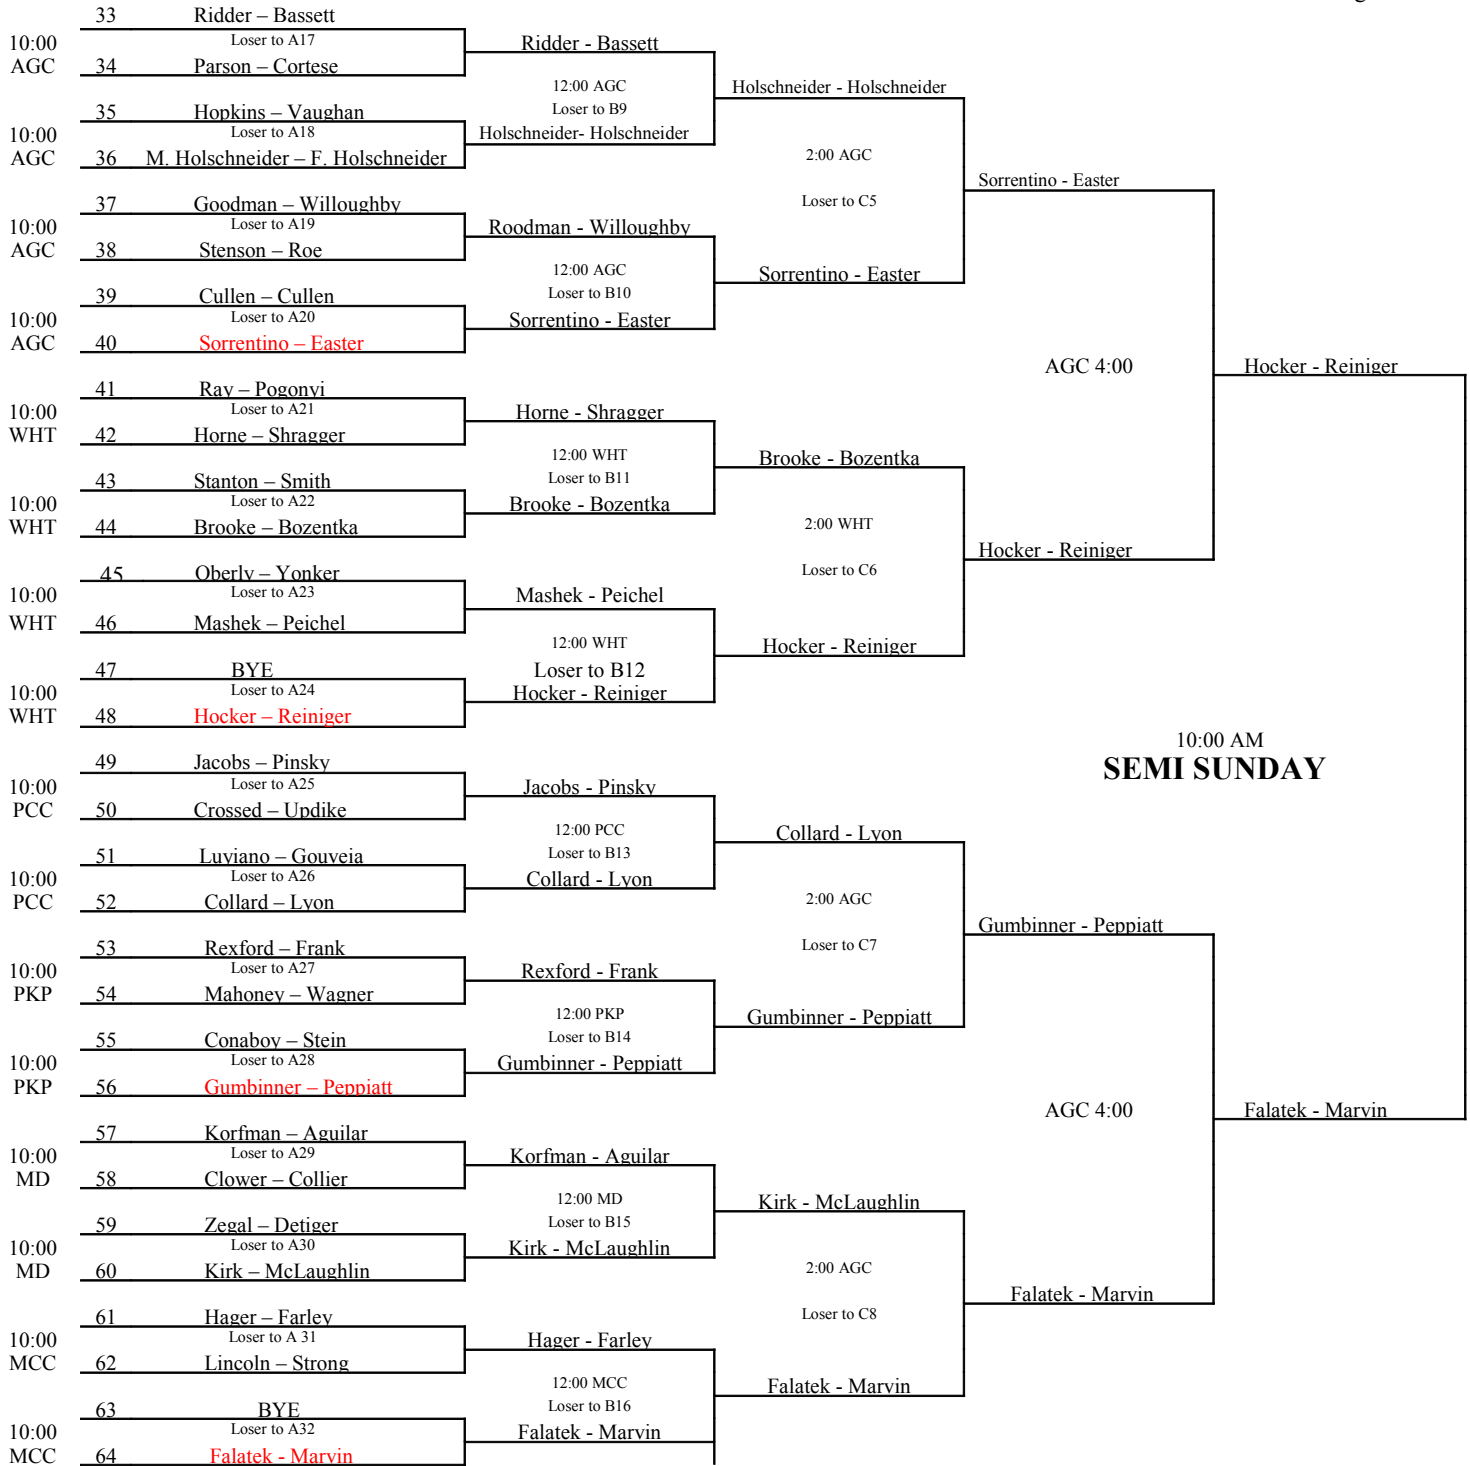 33 Ridder – Bassett
10:00 Loser to A17 Ridder - Bassett
AGC 34 Parson – Cortese
12:00 AGC Holschneider - Holschneider
35 Hopkins – Vaughan Loser to B9
10:00 Loser to A18 Holschneider- Holschneider
AGC 36 M. Holschneider – F. Holschneider 2:00 AGC
Sorrentino - Easter
37 Goodman – Willoughby Loser to C5
10:00 Loser to A19 Roodman - Willoughby
AGC 38 Stenson – Roe
12:00 AGC Sorrentino - Easter
39 Cullen – Cullen Loser to B10
10:00 Loser to A20 Sorrentino - Easter
AGC 40 Sorrentino – Easter
AGC 4:00 Hocker - Reiniger
41 Ray – Pogonyi
10:00 Loser to A21 Horne - Shragger
WHT 42 Horne – Shragger
12:00 WHT Brooke - Bozentka
43 Stanton – Smith Loser to B11
10:00 Loser to A22 Brooke - Bozentka
WHT 44 Brooke – Bozentka 2:00 WHT
Hocker - Reiniger
45 Oberly – Yonker Loser to C6
10:00 Loser to A23 Mashek - Peichel
WHT 46 Mashek – Peichel
12:00 WHT Hocker - Reiniger
47 BYE Loser to B12
10:00 Loser to A24 Hocker - Reiniger
WHT 48 Hocker – Reiniger
10:00 AM
49 Jacobs – Pinsky SEMI SUNDAY
10:00 Loser to A25 Jacobs - Pinsky
PCC 50 Crossed – Updike
12:00 PCC Collard - Lyon
51 Luviano – Gouveia Loser to B13
10:00 Loser to A26 Collard - Lyon
PCC 52 Collard – Lyon 2:00 AGC
Gumbinner - Peppiatt
53 Rexford – Frank Loser to C7
10:00 Loser to A27 Rexford - Frank
PKP 54 Mahoney – Wagner
12:00 PKP Gumbinner - Peppiatt
55 Conaboy – Stein Loser to B14
10:00 Loser to A28 Gumbinner - Peppiatt
PKP 56 Gumbinner – Peppiatt
AGC 4:00 Falatek - Marvin
57 Korfman – Aguilar
10:00 Loser to A29 Korfman - Aguilar
MD 58 Clower – Collier
12:00 MD Kirk - McLaughlin
59 Zegal – Detiger Loser to B15
10:00 Loser to A30 Kirk - McLaughlin
MD 60 Kirk – McLaughlin 2:00 AGC
Falatek - Marvin
61 Hager – Farley Loser to C8
10:00 Loser to A 31 Hager - Farley
MCC 62 Lincoln – Strong
12:00 MCC Falatek - Marvin
63 BYE Loser to B16
10:00 Loser to A32 Falatek - Marvin
MCC 64 Falatek - Marvin